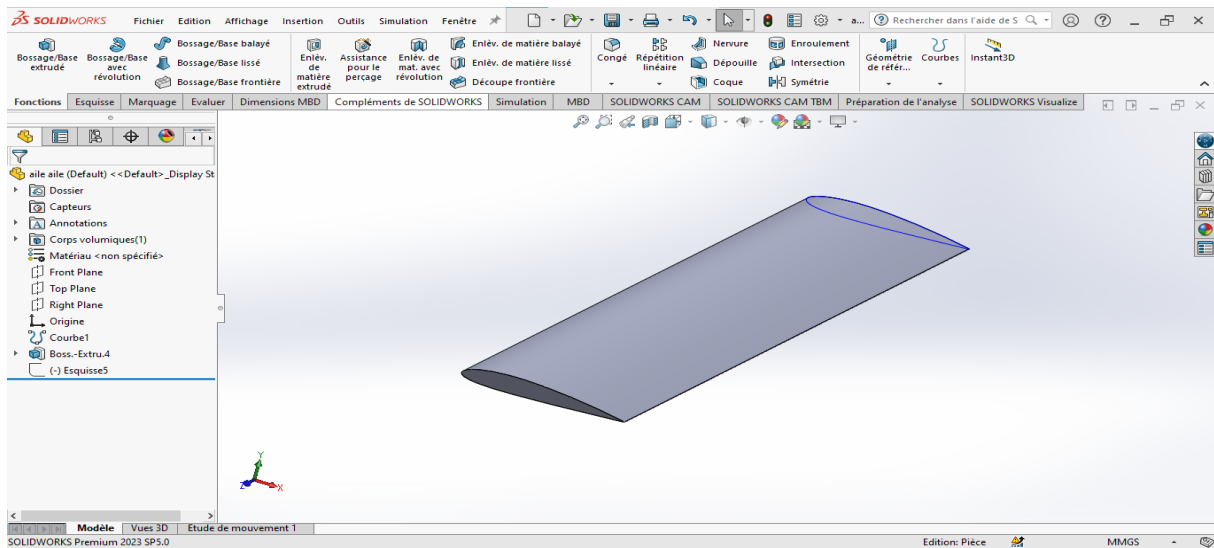 SOLIDWORKS Fichier Edition Affichage Insertion Outils Simulation Fenêtre a... Rechercher dans l'aide de S
Bossage/Base extrudé
Bossage/Base avec révolution
Bossage/Base balayé
Bossage/Base lissé
Bossage/Base frontière
Enlèv. de matière extrudé
Assistance pour le perçage
Enlèv. de mat. avec révolution
Enlèv. de matière balayé
Enlèv. de matière lissé
Découpe frontière
Congé
Répétition linéaire
Nervure
Dépouille
Coque
Enroulement
Intersection
Symétrie
Géométrie de référ...
Courbes
Instant3D
Fonctions Esquisse Marquage Evaluer Dimensions MBD Compléments de SOLIDWORKS Simulation MBD SOLIDWORKS CAM SOLIDWORKS CAM TBM Préparation de l'analyse SOLIDWORKS Visualize
aile aile (Default) <<Default>_Display St
Dossier
Capteurs
Annotations
Corps volumiques(1)
Matériau <non spécifié>
Front Plane
Top Plane
Right Plane
Origine
Courbe1
Boss.-Extru.4
(-) Esquisse5
Y
Z X
Modèle Vues 3D Etude de mouvement 1
SOLIDWORKS Premium 2023 SP5.0 Edition: Pièce MMGS